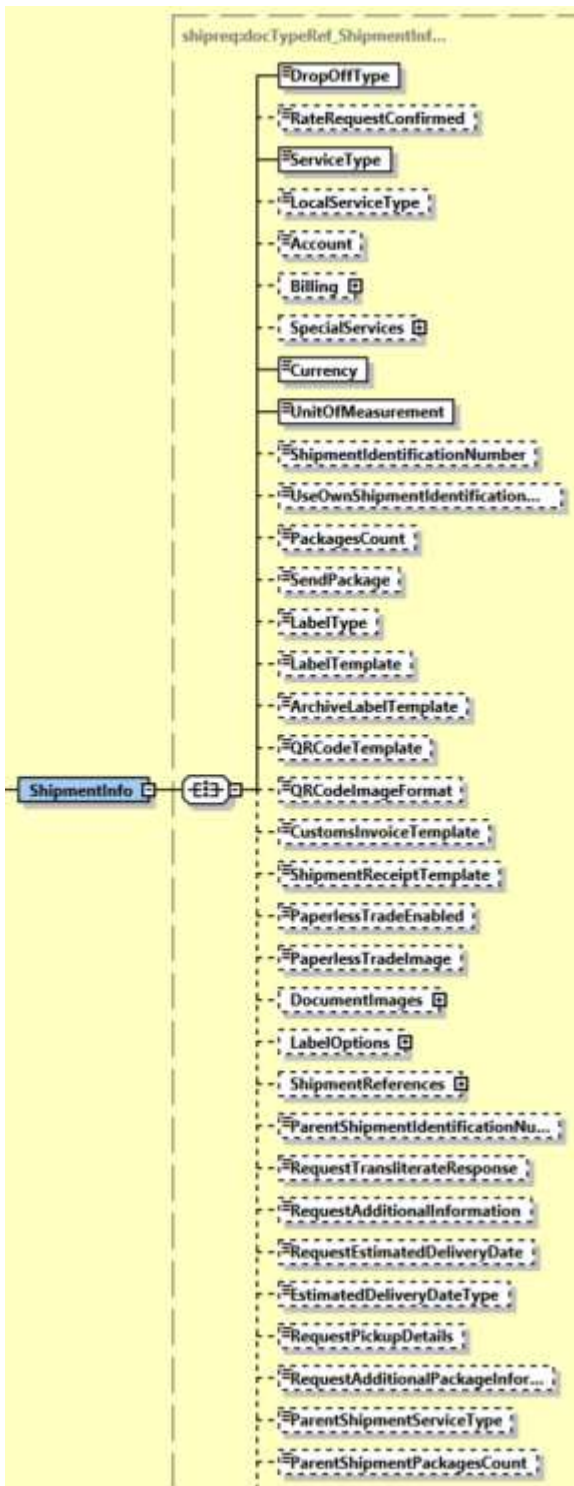 shipreq:docTypeRef_ShipmentInf...
DropOffType
RateRequestConfirmed
ServiceType
LocalServiceType
Account
Billing
SpecialServices
Currency
UnitOfMeasurement
ShipmentIdentificationNumber
UseOwnShipmentIdentification...
PackagesCount
SendPackage
LabelType
LabelTemplate
ArchiveLabelTemplate
QRCodeTemplate
ShipmentInfo
QRCodeImageFormat
CustomsInvoiceTemplate
ShipmentReceiptTemplate
PaperlessTradeEnabled
PaperlessTradeImage
DocumentImages
LabelOptions
ShipmentReferences
ParentShipmentIdentificationNu...
RequestTransliterateResponse
RequestAdditionalInformation
RequestEstimatedDeliveryDate
EstimatedDeliveryDateType
RequestPickupDetails
RequestAdditionalPackageInfor...
ParentShipmentServiceType
ParentShipmentPackagesCount